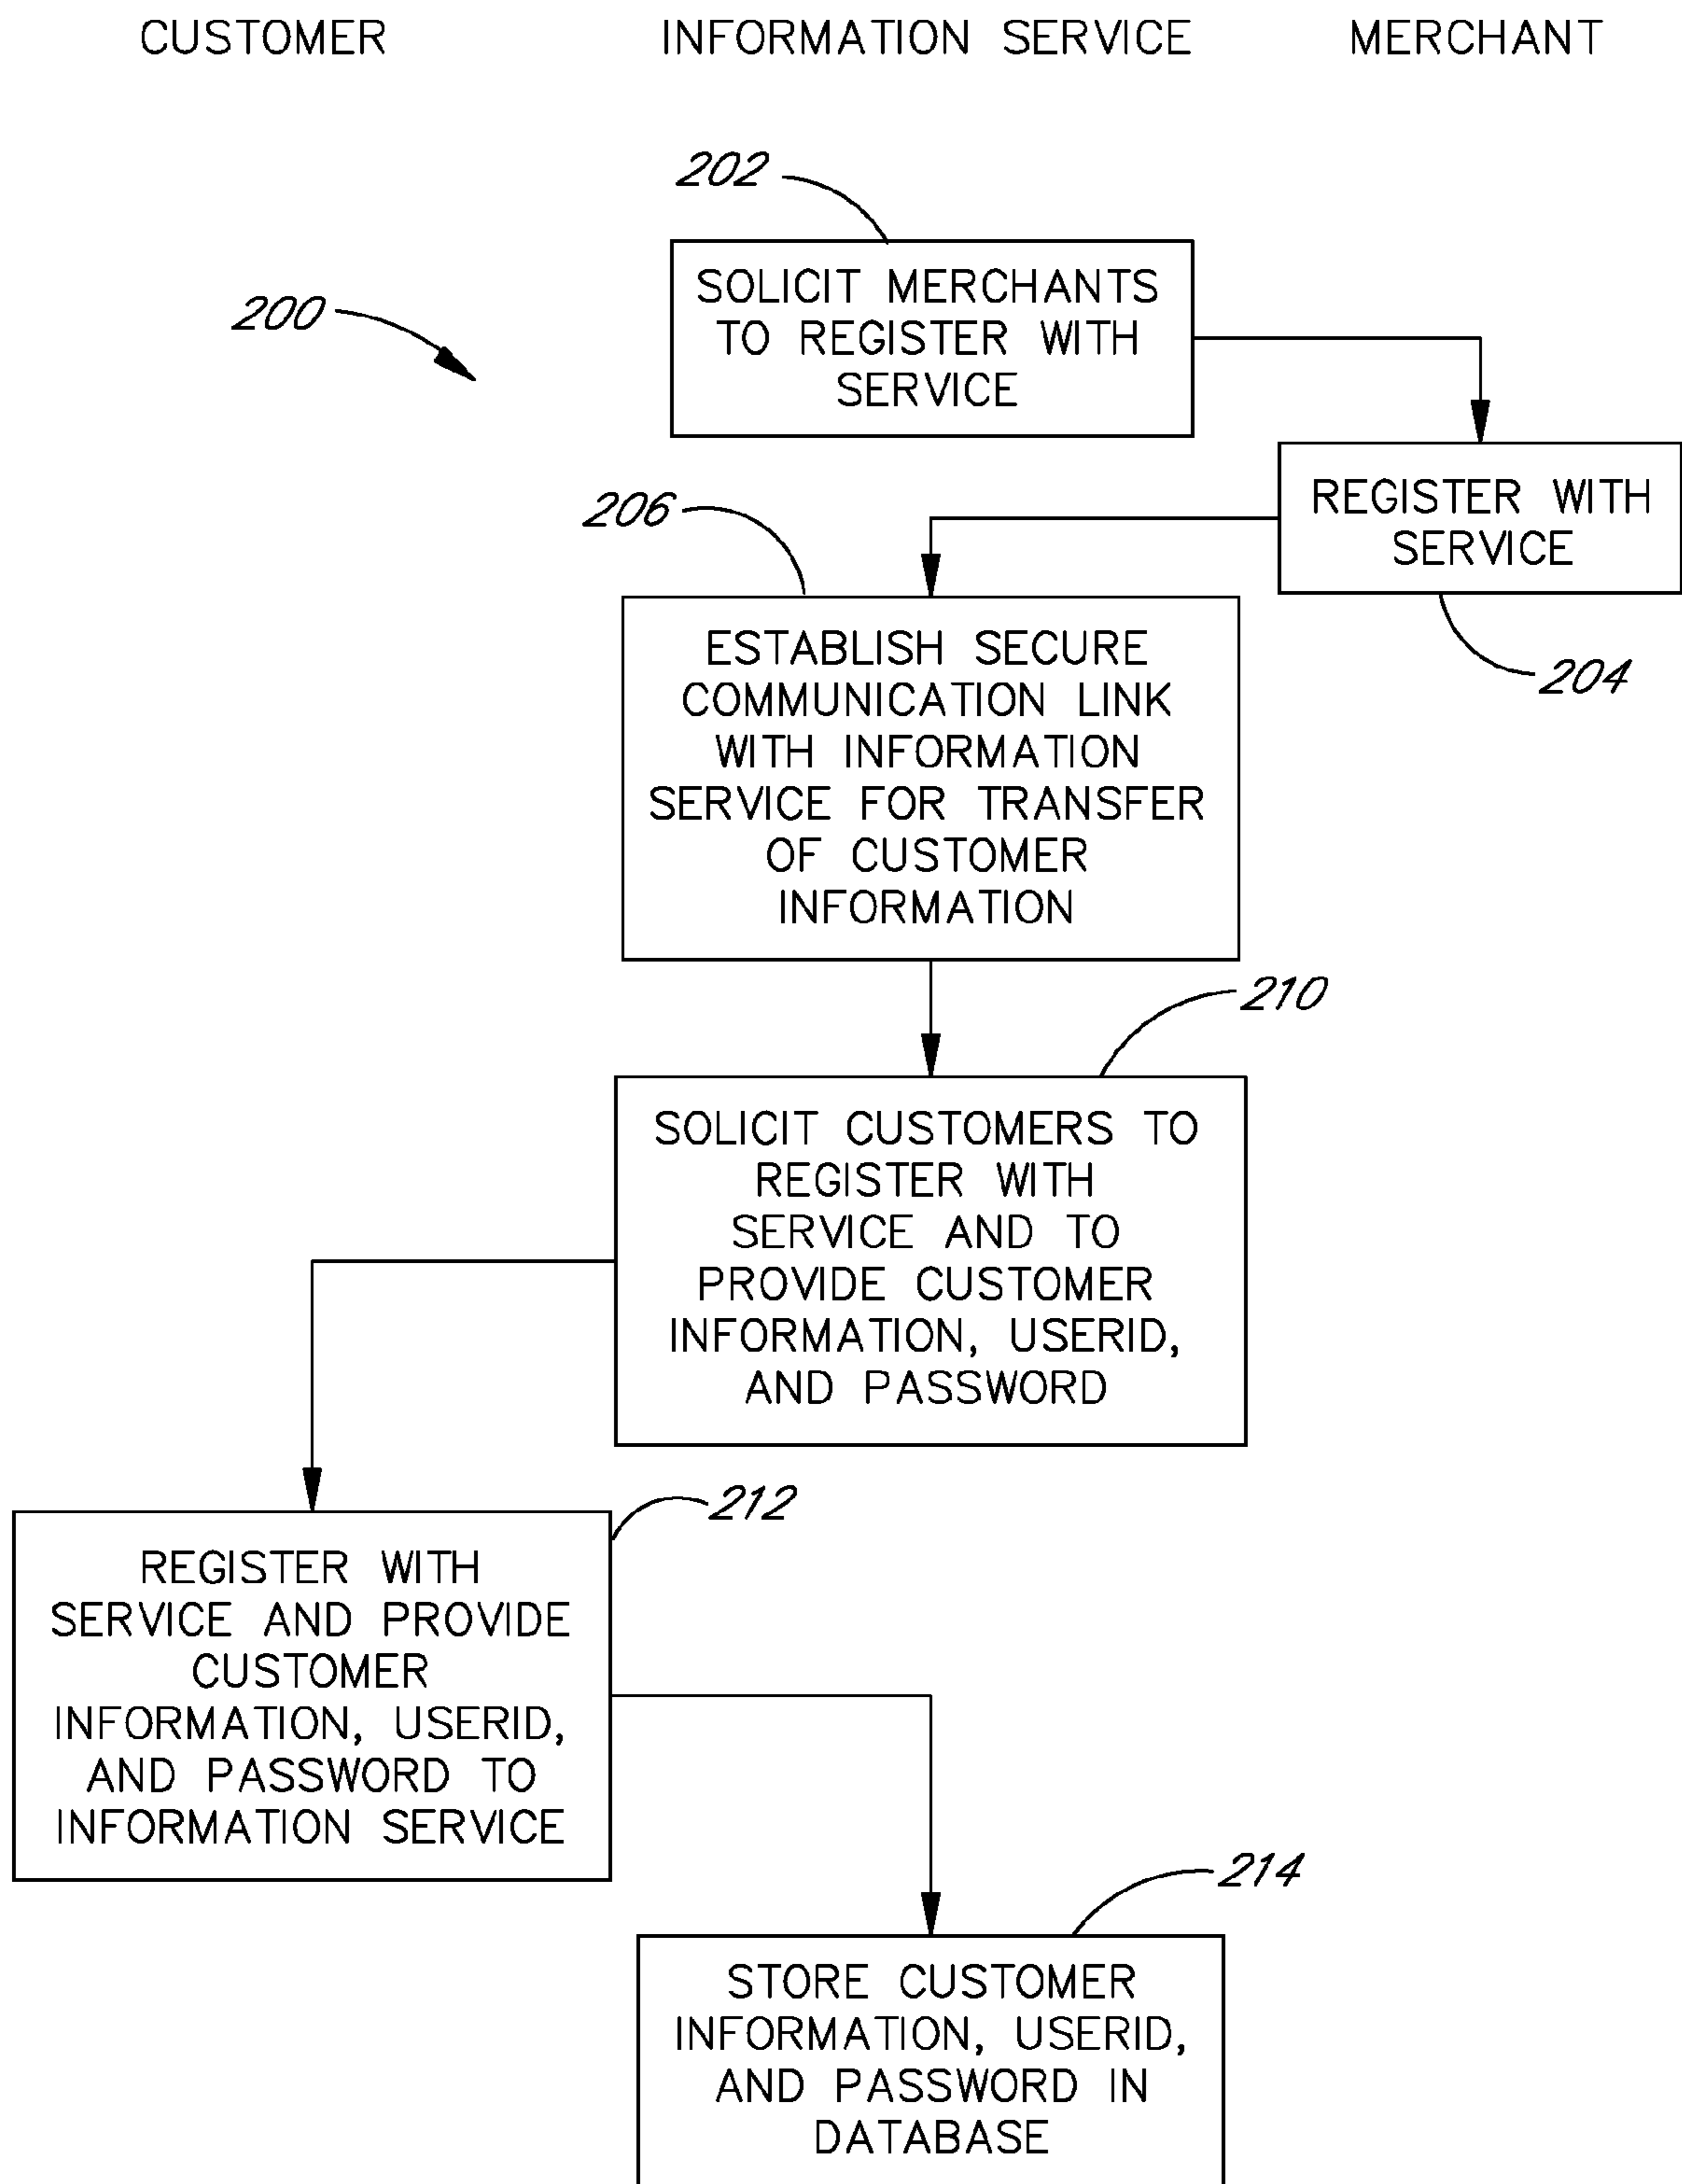 CUSTOMER INFORMATION SERVICE MERCHANT
202
SOLICIT MERCHANTS
TO REGISTER WITH
SERVICE
200
REGISTER WITH
SERVICE
204
206
ESTABLISH SECURE
COMMUNICATION LINK
WITH INFORMATION
SERVICE FOR TRANSFER
OF CUSTOMER
INFORMATION
210
SOLICIT CUSTOMERS TO
REGISTER WITH
SERVICE AND TO
PROVIDE CUSTOMER
INFORMATION, USERID,
AND PASSWORD
212
REGISTER WITH
SERVICE AND PROVIDE
CUSTOMER
INFORMATION, USERID,
AND PASSWORD TO
INFORMATION SERVICE
214
STORE CUSTOMER
INFORMATION, USERID,
AND PASSWORD IN
DATABASE